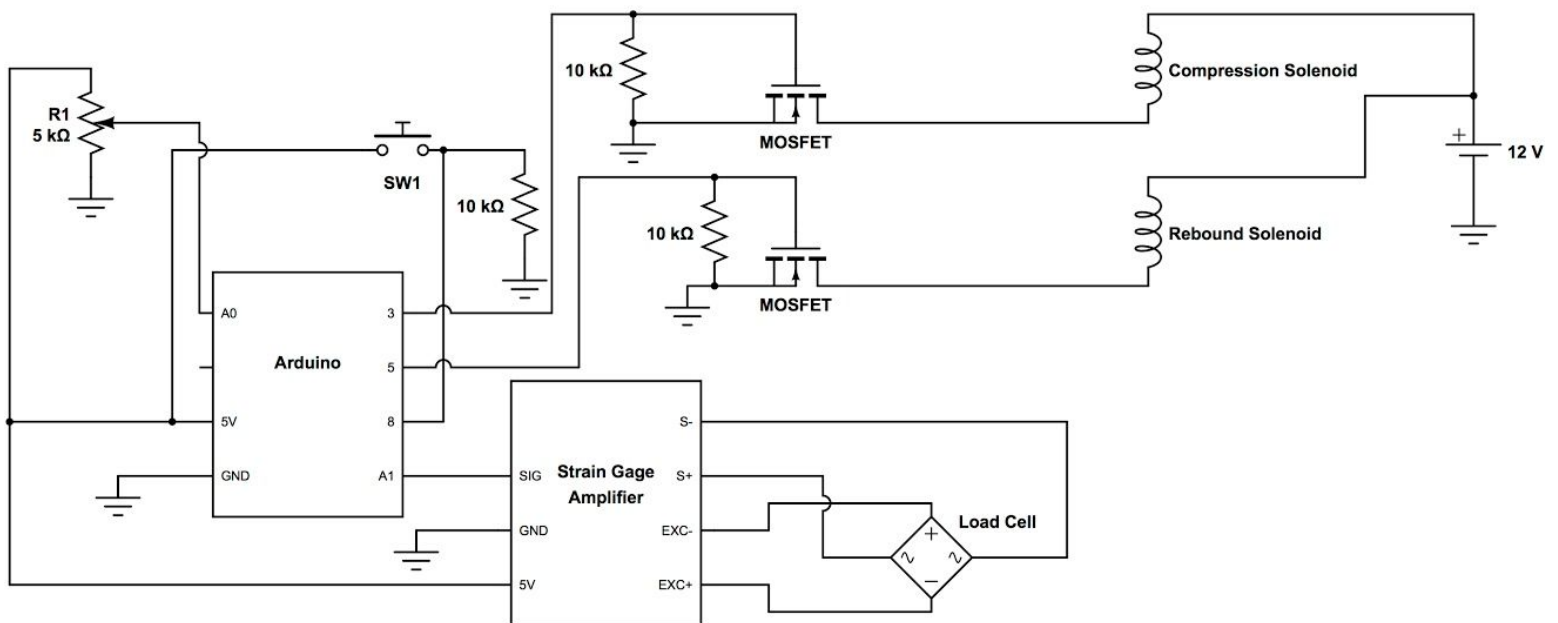 10 kΩ
MOSFET
Compression Solenoid
R1
5 kΩ
SW1
10 kΩ
+
12 V
10 kΩ
MOSFET
Rebound Solenoid
Arduino
A0
5V
GND
3
5
8
A1
Strain Gage
Amplifier
SIG
GND
5V
S-
S+
EXC-
EXC+
Load Cell
+
~ ~
−